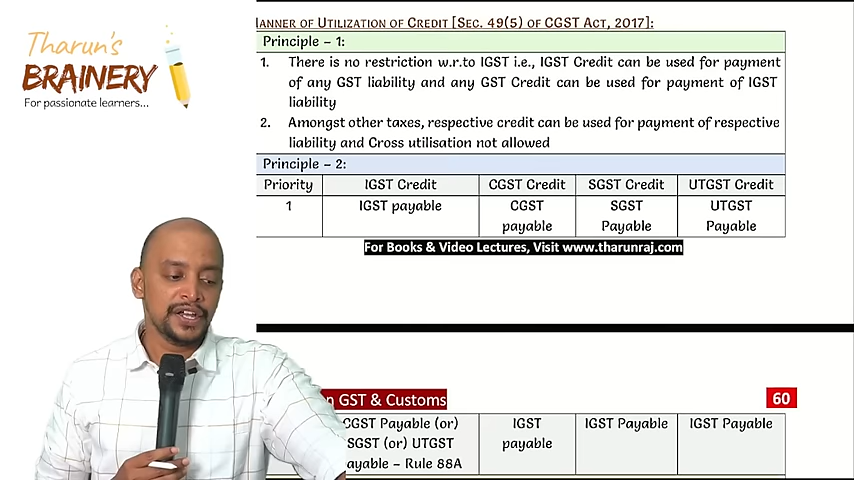 Tharun's
BRAINERY
For passionate learners...
ANNER OF UTILIZATION OF CREDIT [SEC. 49(5) OF CGST ACT, 2017]:
Principle – 1:
1. There is no restriction w.r.to IGST i.e., IGST Credit can be used for payment
of any GST liability and any GST Credit can be used for payment of IGST
liability
2. Amongst other taxes, respective credit can be used for payment of respective
liability and Cross utilisation not allowed
Principle – 2:
Priority IGST Credit CGST Credit SGST Credit UTGST Credit
1 IGST payable CGST SGST UTGST
payable Payable Payable
For Books & Video Lectures, Visit www.tharunraj.com
n GST & Customs 60
CGST Payable (or) IGST IGST Payable IGST Payable
SGST (or) UTGST payable
ayable – Rule 88A